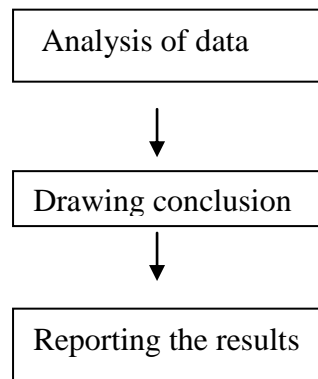 Analysis of data
Drawing conclusion
Reporting the results